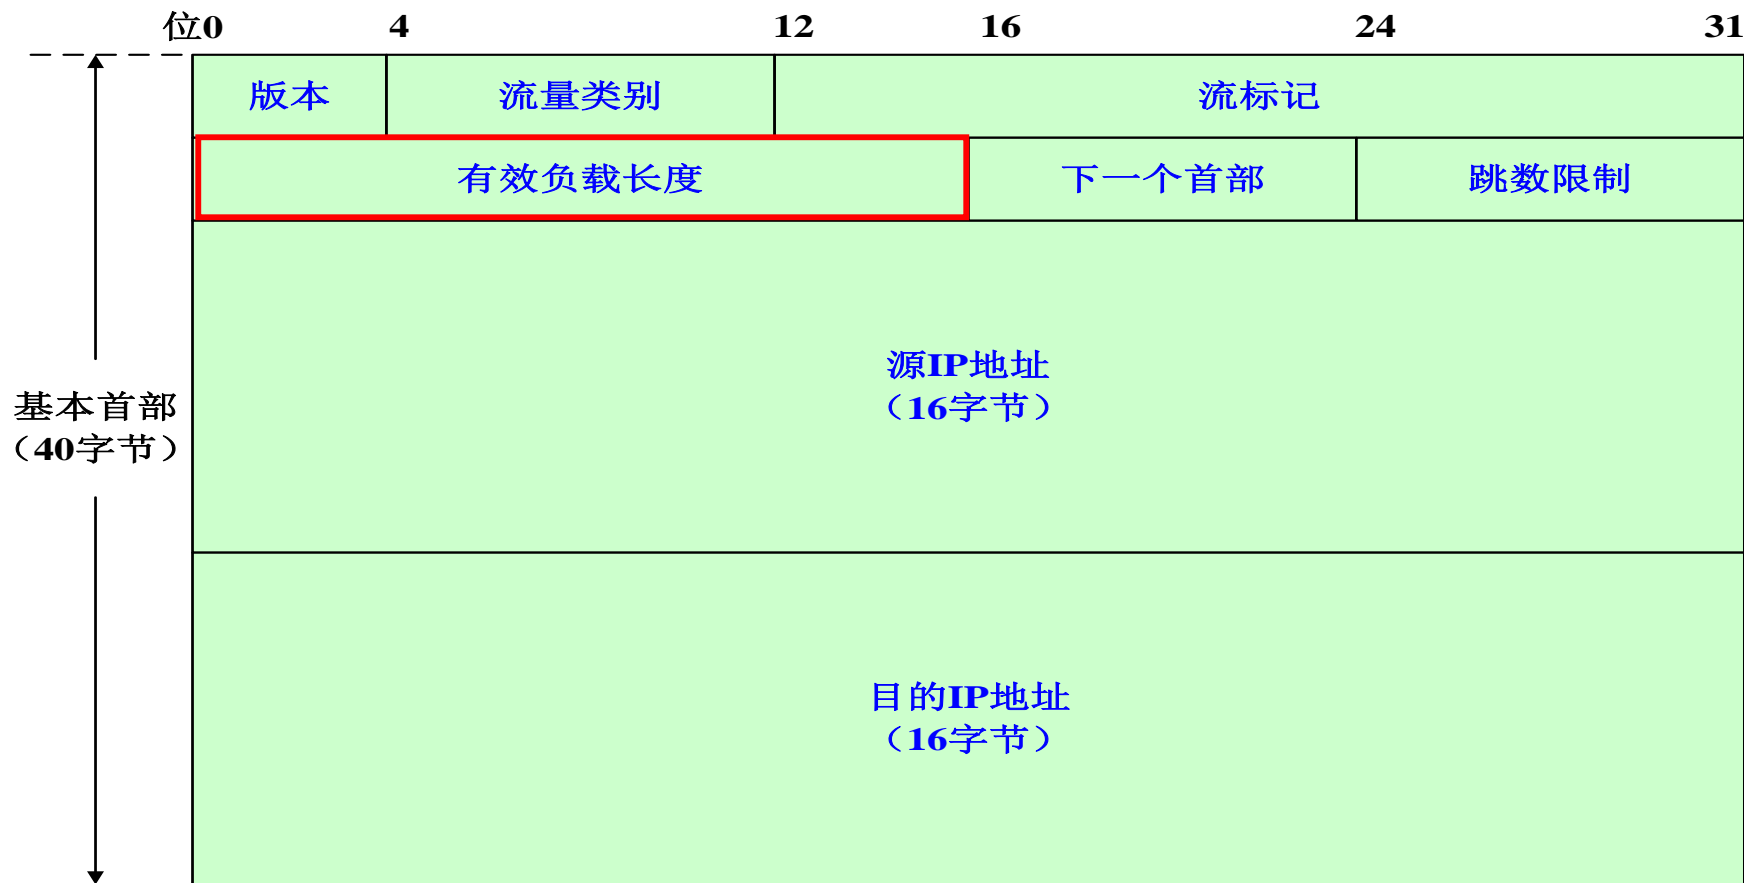 位0 4 12 16 24 31
版本 流量类别 流标记
有效负载长度 下一个首部 跳数限制
源IP地址
（16字节）
基本首部
（40字节）
目的IP地址
（16字节）